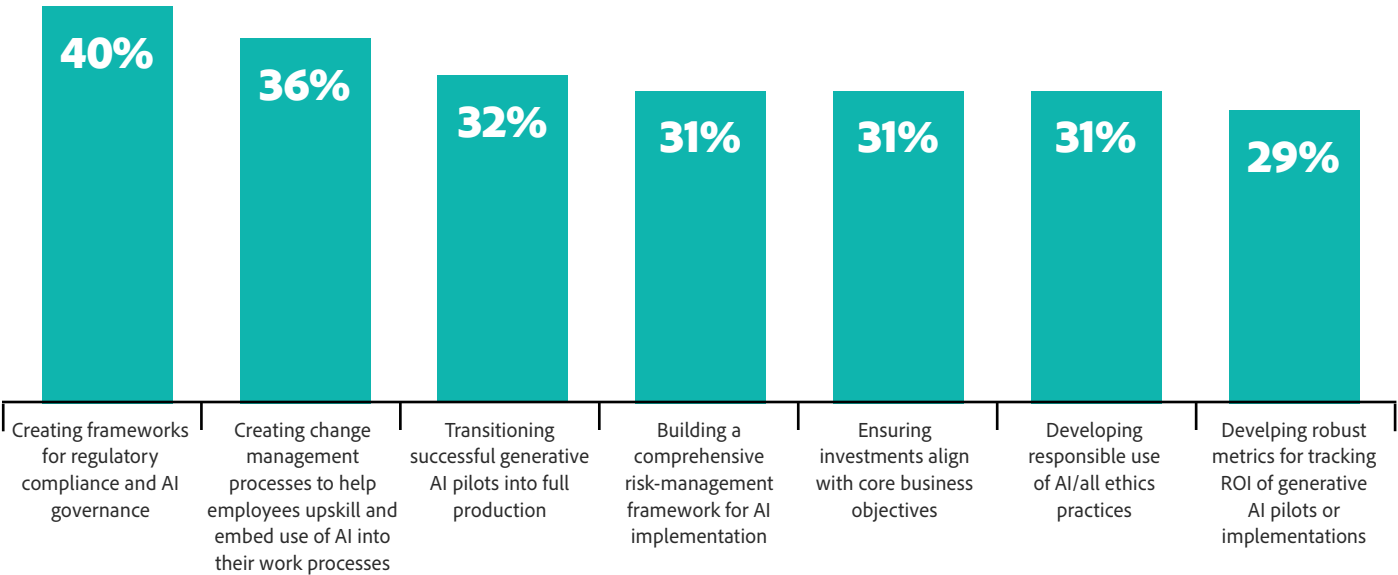 40%
36%
32%
31%
31%
31%
29%
Creating frameworks
for regulatory
compliance and AI
governance
Creating change
management
processes to help
employees upskill and
embed use of AI into
their work processes
Transitioning
successful generative
AI pilots into full
production
Building a
comprehensive
risk-management
framework for AI
implementation
Ensuring
investments align
with core business
objectives
Developing
responsible use
of AI/all ethics
practices
Develping robust
metrics for tracking
ROI of generative
AI pilots or
implementations